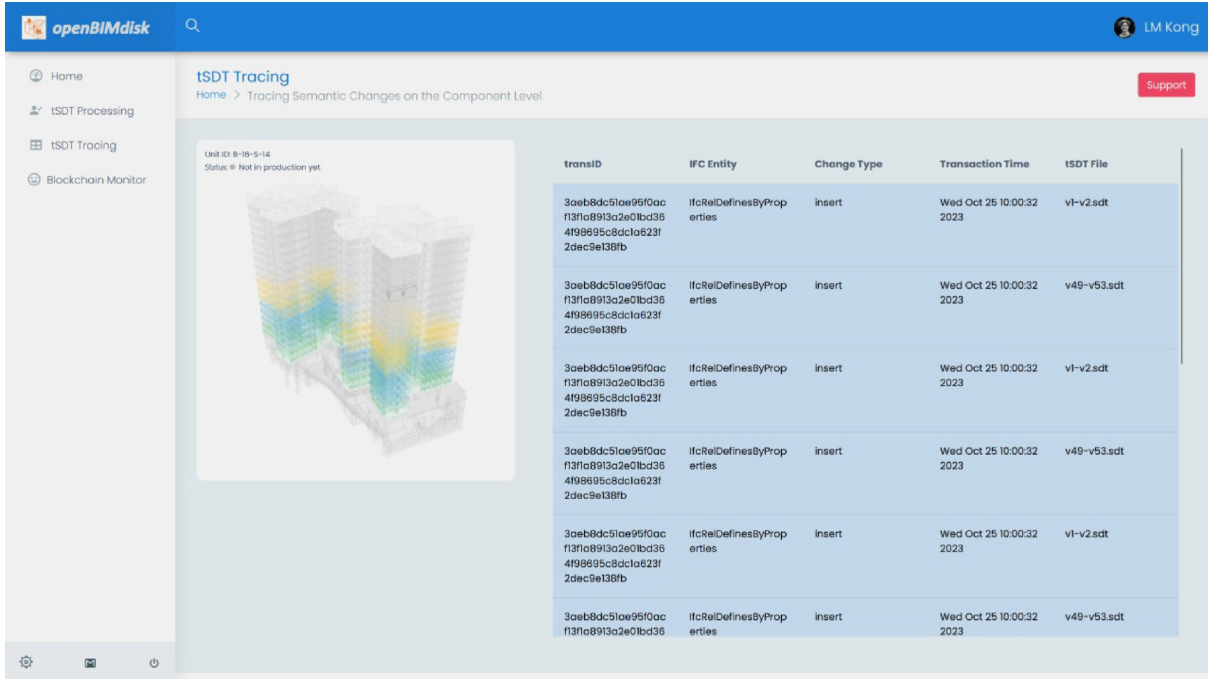 openBIMdisk
LM Kong
Home
tSDT Processing
tSDT Tracing
Blockchain Monitor
tSDT Tracing
Home > Tracing Semantic Changes on the Component Level
Support
Unit ID: B-16-S-14
Status: Not in production yet
transID IFC Entity Change Type Transaction Time tSDT File
3aeb8dc51ae95f0ac IfcRelDefinesByProp insert Wed Oct 25 10:00:32 v1-v2.sdt
f13f1a8913a2e01bd36 erties 2023
4f98695c8dc1a623f
2dec9e138fb
3aeb8dc51ae95f0ac IfcRelDefinesByProp insert Wed Oct 25 10:00:32 v49-v53.sdt
f13f1a8913a2e01bd36 erties 2023
4f98695c8dc1a623f
2dec9e138fb
3aeb8dc51ae95f0ac IfcRelDefinesByProp insert Wed Oct 25 10:00:32 v1-v2.sdt
f13f1a8913a2e01bd36 erties 2023
4f98695c8dc1a623f
2dec9e138fb
3aeb8dc51ae95f0ac IfcRelDefinesByProp insert Wed Oct 25 10:00:32 v49-v53.sdt
f13f1a8913a2e01bd36 erties 2023
4f98695c8dc1a623f
2dec9e138fb
3aeb8dc51ae95f0ac IfcRelDefinesByProp insert Wed Oct 25 10:00:32 v1-v2.sdt
f13f1a8913a2e01bd36 erties 2023
4f98695c8dc1a623f
2dec9e138fb
3aeb8dc51ae95f0ac IfcRelDefinesByProp insert Wed Oct 25 10:00:32 v49-v53.sdt
f13f1a8913a2e01bd36 erties 2023